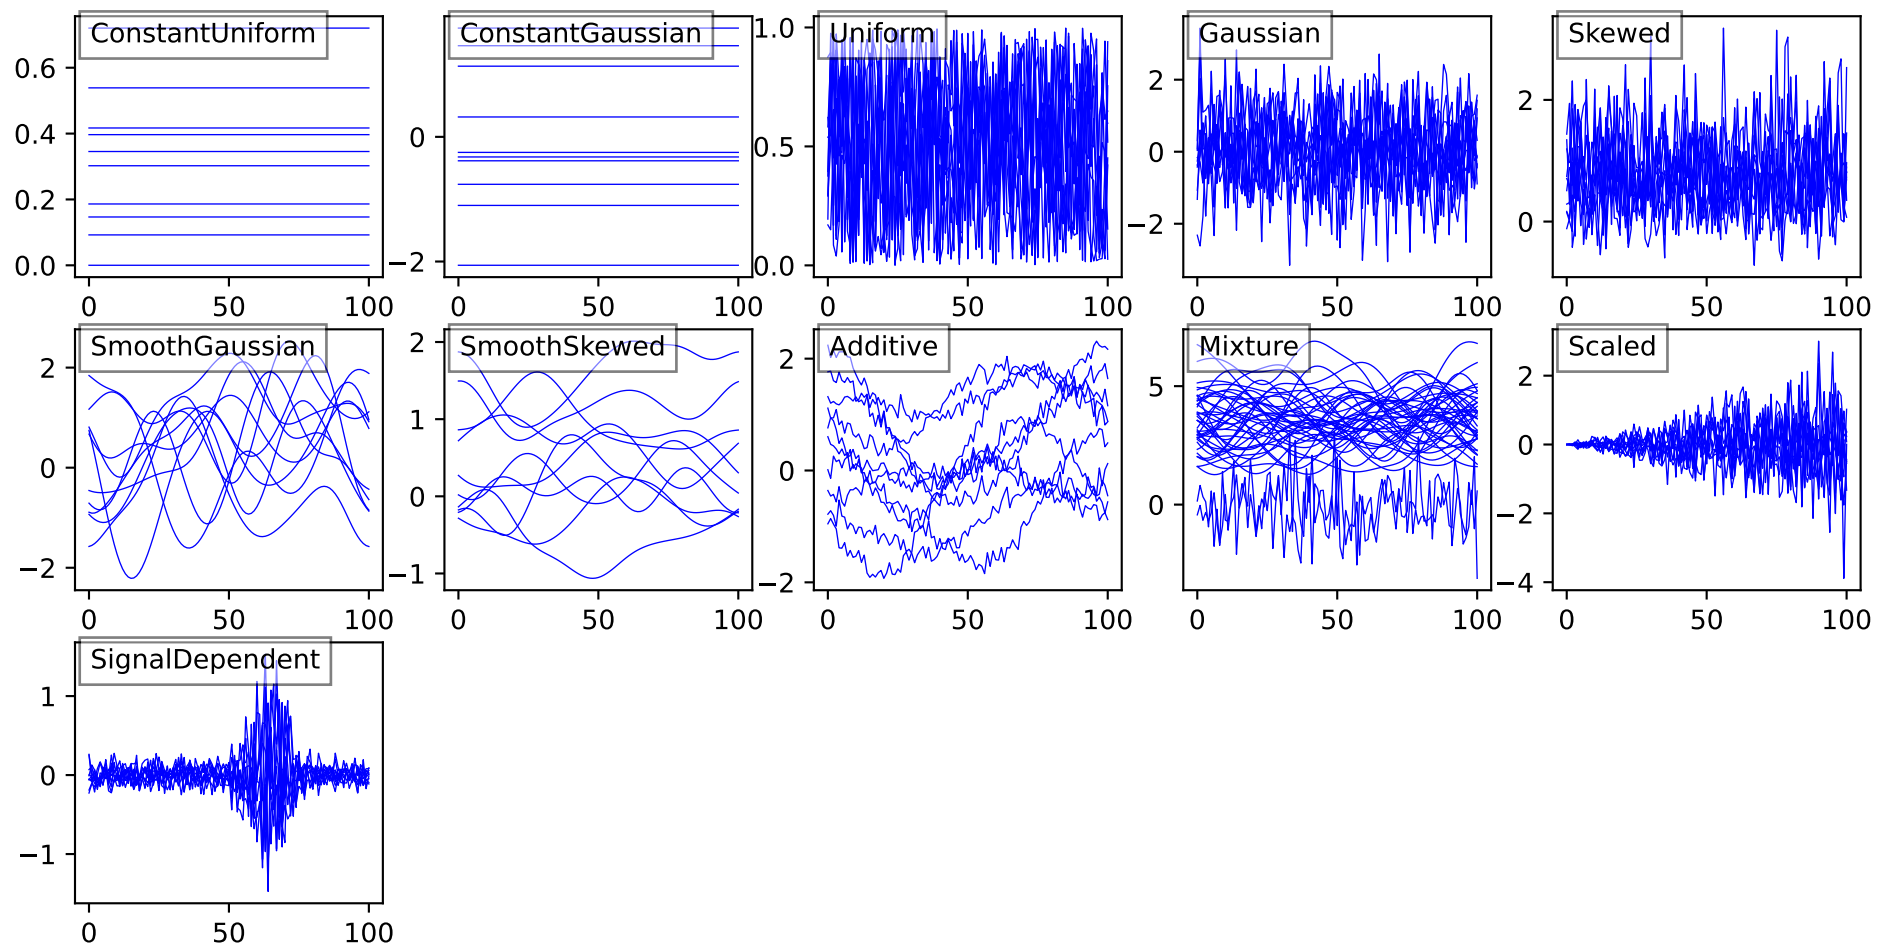 ConstantUniform
0.6
0.4
0.2
0.0
0 50 100
ConstantGaussian
0
−2
0 50 100
Uniform
1.0
0.5
0.0
0 50 100
Gaussian
2
0
−2
0 50 100
Skewed
2
0
0 50 100
SmoothGaussian
2
0
−2
0 50 100
SmoothSkewed
2
1
0
−1
0 50 100
Additive
2
0
−2
0 50 100
Mixture
5
0
0 50 100
Scaled
2
0
−2
−4
0 50 100
SignalDependent
1
0
−1
0 50 100